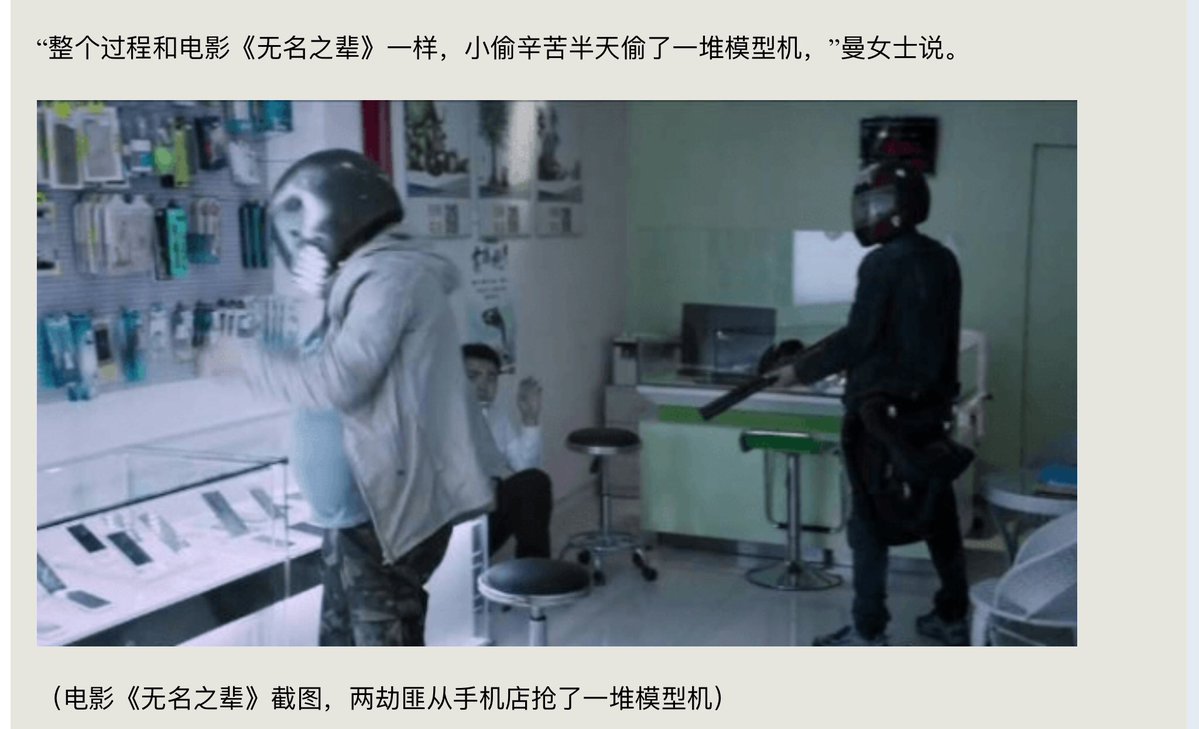 “整个过程和电影《无名之辈》一样，小偷辛苦半天偷了一堆模型机，”曼女士说。
（电影《无名之辈》截图，两劫匪从手机店抢了一堆模型机）